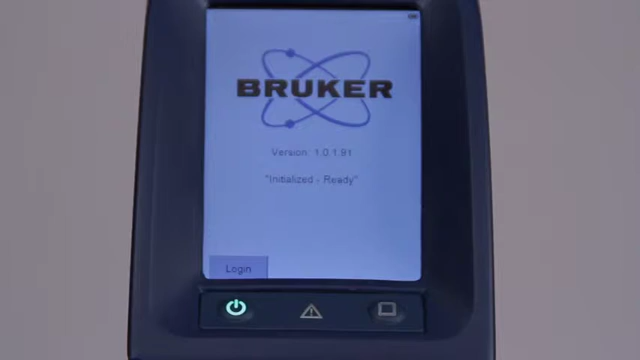 BRUKER
Version: 1.0.1.91
"Initialized - Ready"
Login